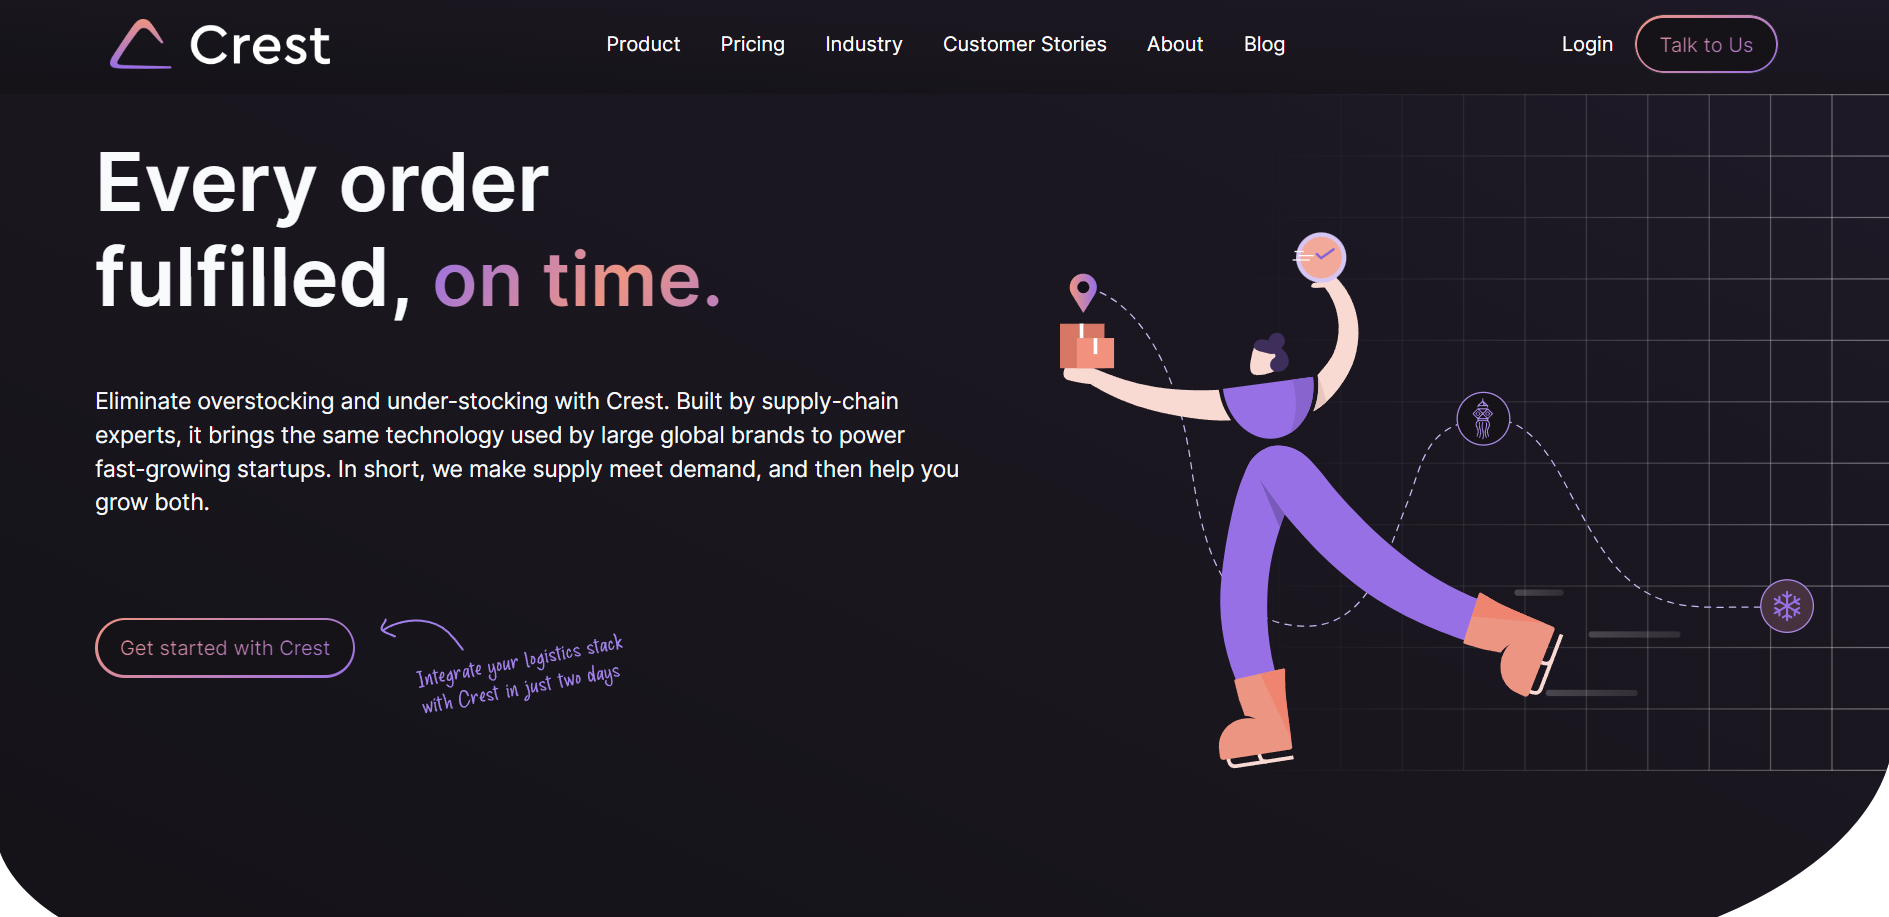 Crest
Product
Pricing
Industry
Customer Stories
About
Blog
Login
Talk to Us
Every order
fulfilled, on time.
Eliminate overstocking and under-stocking with Crest. Built by supply-chain
experts, it brings the same technology used by large global brands to power
fast-growing startups. In short, we make supply meet demand, and then help you
grow both.
Get started with Crest
Integrate your logistics stack
with Crest in just two days